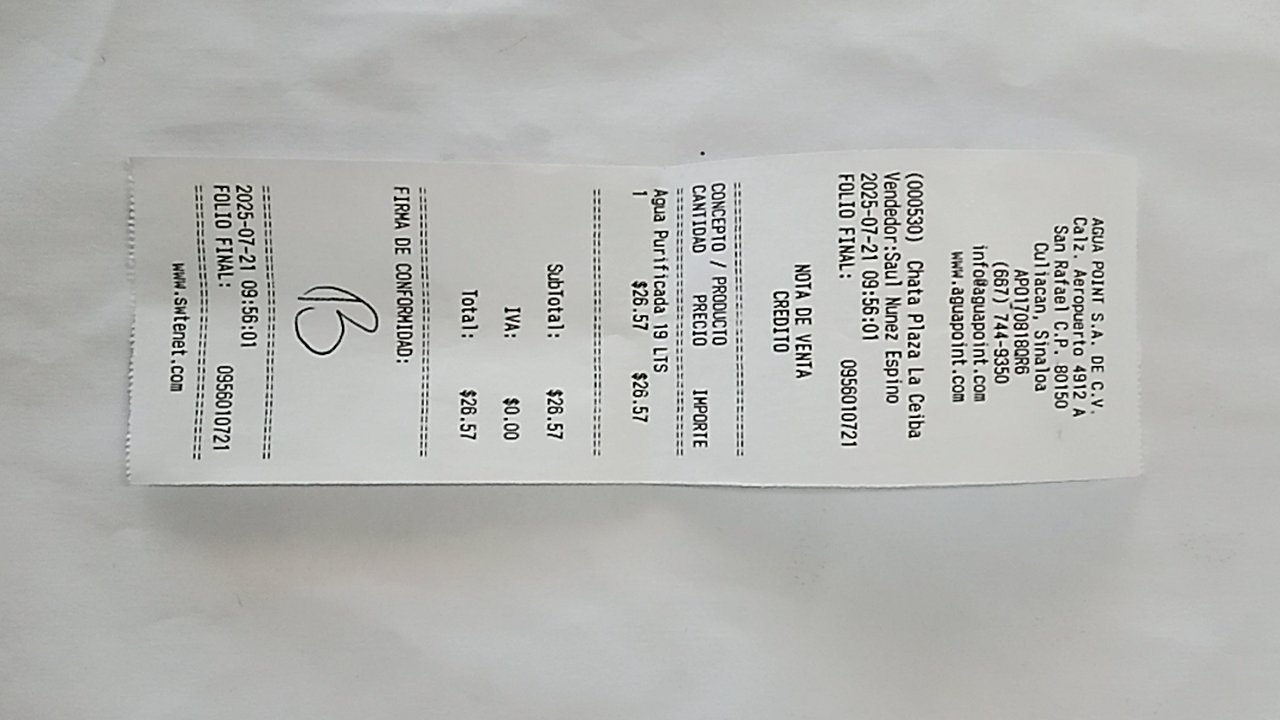 AGUA POINT S.A. DE C.V.
Calz. Aeropuerto 4912 A
San Rafael C.P. 80150
Culiacan, Sinaloa
APO170818QR6
(667) 744-9350
info@aguapoint.com
www.aguapoint.com
NOTA DE VENTA
CREDITO
(000530) Chata Plaza La Ceiba
Vendedor:Saul Nunez Espino
2025-07-21 09:56:01
FOLIO FINAL: 0956010721
CONCEPTO / PRODUCTO
CANTIDAD PRECIO IMPORTE
Agua Purificada 19 LTS
1 $26.57 $26.57
SubTotal: $26.57
IVA: $0.00
Total: $26.57
FIRMA DE CONFORMIDAD:
2025-07-21 09:56:01
FOLIO FINAL: 0956010721
www.swtenet.com